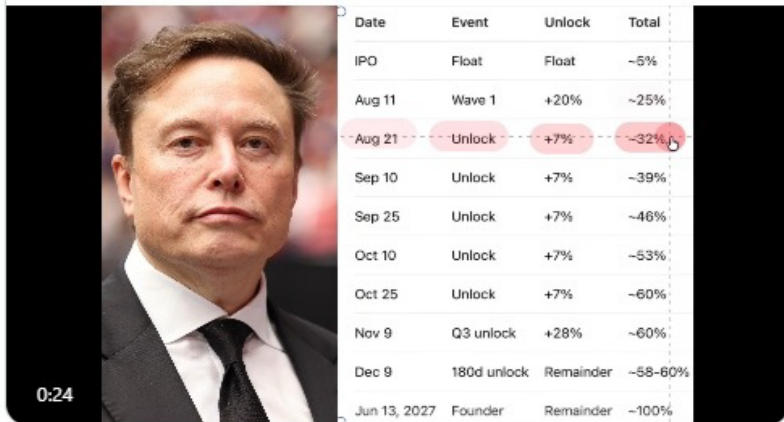 Date Event Unlock Total
IPO Float Float ~5%
Aug 11 Wave 1 +20% ~25%
Aug 21 Unlock +7% ~32%
Sep 10 Unlock +7% ~39%
Sep 25 Unlock +7% ~46%
Oct 10 Unlock +7% ~53%
Oct 25 Unlock +7% ~60%
Nov 9 Q3 unlock +28% ~60%
Dec 9 180d unlock Remainder ~58-60%
Jun 13, 2027 Founder Remainder ~100%
0:24